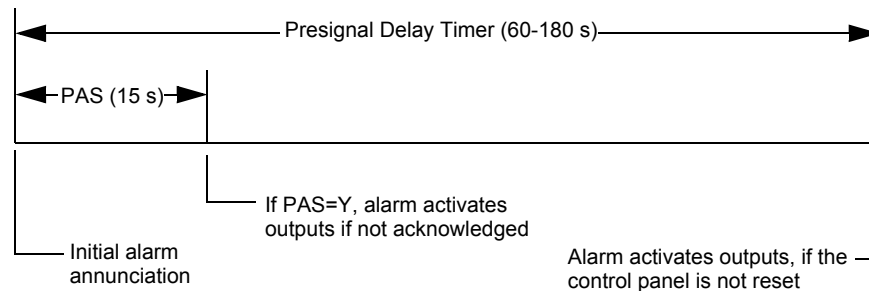 Presignal Delay Timer (60-180 s)
PAS (15 s)
If PAS=Y, alarm activates
outputs if not acknowledged
Initial alarm
annunciation
Alarm activates outputs, if the
control panel is not reset